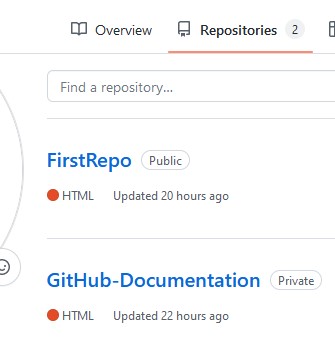 Overview Repositories 2
Find a repository...
FirstRepo Public
HTML Updated 20 hours ago
GitHub-Documentation Private
HTML Updated 22 hours ago